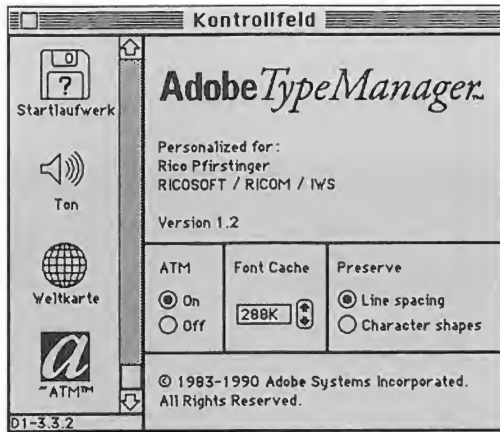 Kontrollfeld
?
Startlaufwerk
Ton
Weltkarte
a
~ATM™
D1-3.3.2
Adobe TypeManager™
Personalized for:
Rico Pfirstinger
RICOSOFT / RICOM / IWS
Version 1.2
ATM
On
Off
Font Cache
288K
Preserve
Line spacing
Character shapes
© 1983-1990 Adobe Systems Incorporated.
All Rights Reserved.